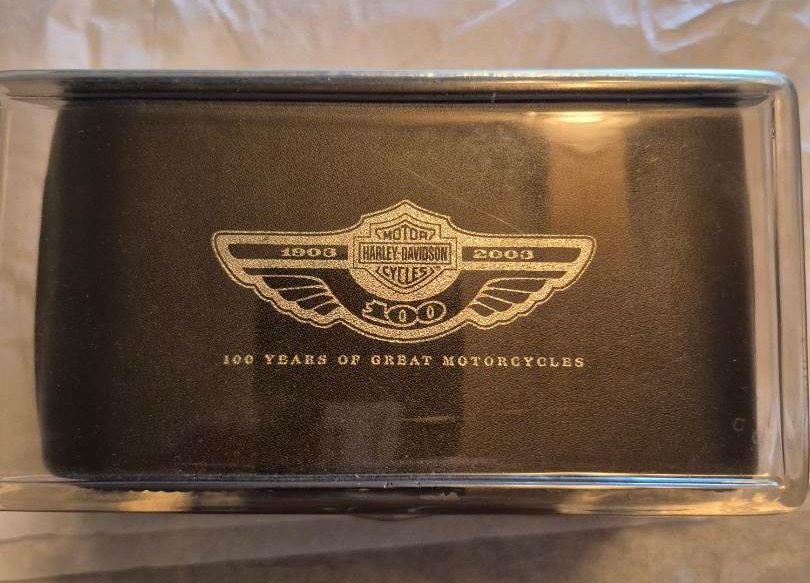 MOTOR
1903 HARLEY-DAVIDSON 2003
CYCLES
100
100 YEARS OF GREAT MOTORCYCLES